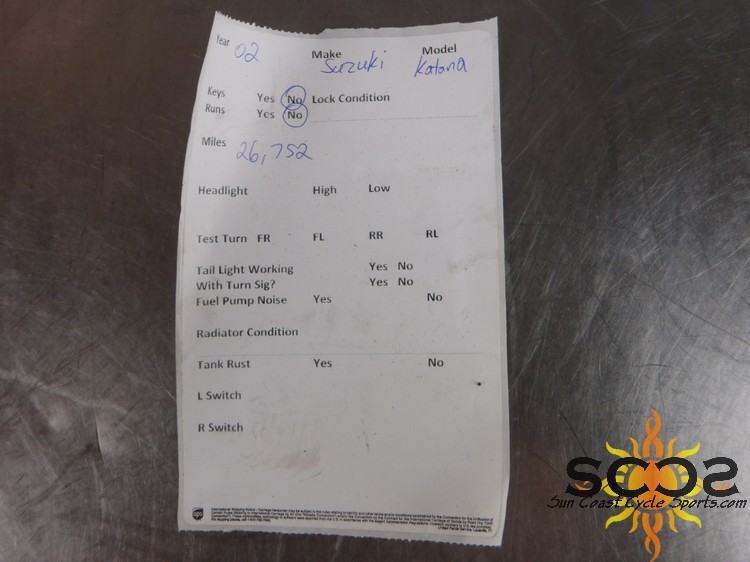 Year 02 Make Suzuki Model Katana
Keys Yes No Lock Condition
Runs Yes No
Miles 26,752
Headlight High Low
Test Turn FR FL RR RL
Tail Light Working Yes No
With Turn Sig? Yes No
Fuel Pump Noise Yes No
Radiator Condition
Tank Rust Yes No
L Switch
R Switch
ups
SCCS
Sun Coast Cycle Sports.com